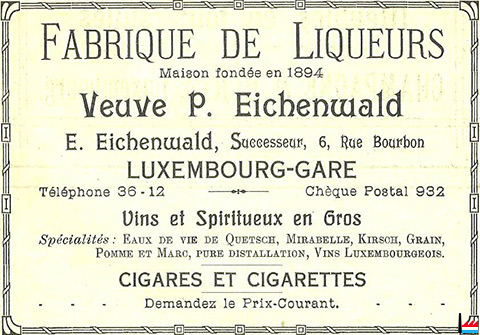 FABRIQUE DE LIQUEURS
Maison fondée en 1894
Veuve P. Eichenwald
E. Eichenwald, Successeur, 6, Rue Bourbon
LUXEMBOURG-GARE
Téléphone 36-12 Chèque Postal 932
Vins et Spiritueux en Gros
Spécialités: EAUX DE VIE DE QUETSCH, MIRABELLE, KIRSCH, GRAIN,
POMME ET MARC, PURE DISTALLATION, VINS LUXEMBOURGEOIS.
CIGARES ET CIGARETTES
- - - Demandez le Prix-Courant. - - -